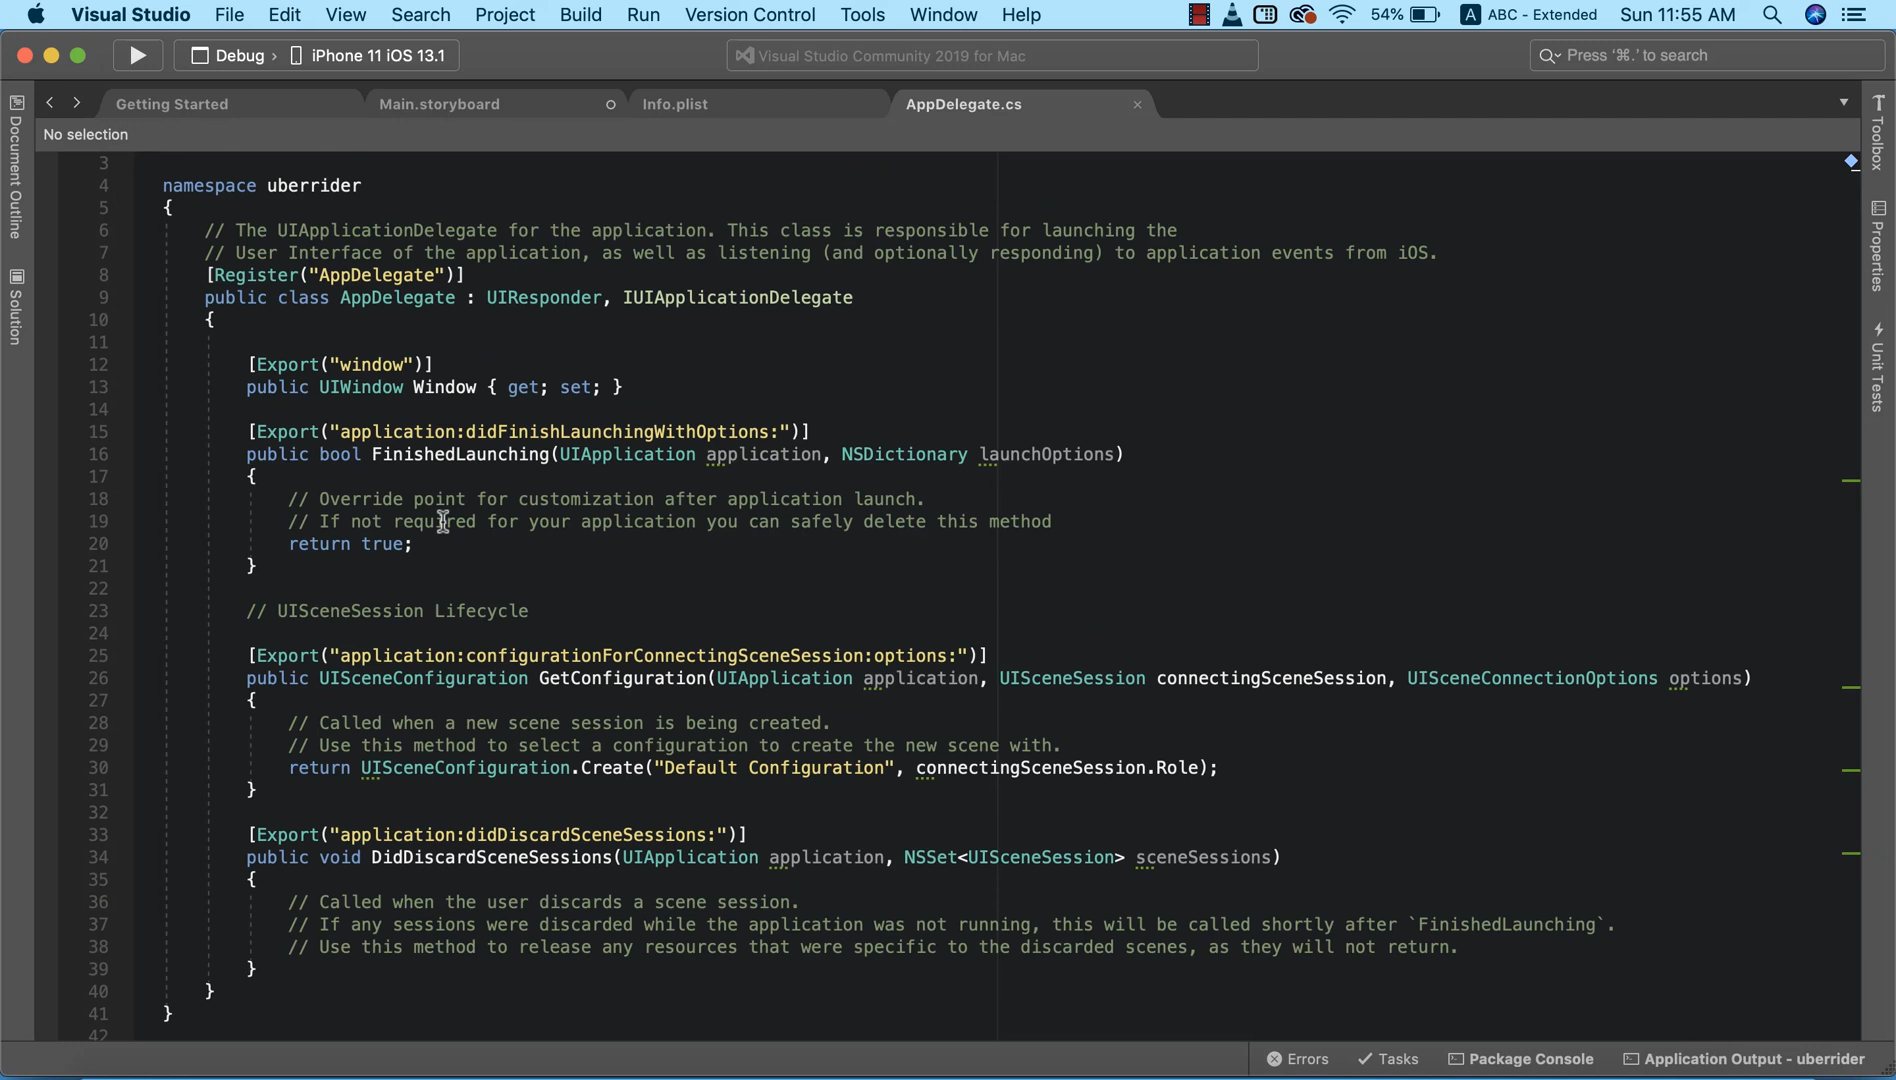 Visual Studio File Edit View Search Project Build Run Version Control Tools Window Help 54% A ABC - Extended Sun 11:55 AM
Debug › iPhone 11 iOS 13.1 Visual Studio Community 2019 for Mac Press '⌘.' to search
Getting Started Main.storyboard Info.plist AppDelegate.cs
No selection
Document Outline
Solution
Toolbox
Properties
Unit Tests
3
4 namespace uberrider
5 {
6 // The UIApplicationDelegate for the application. This class is responsible for launching the
7 // User Interface of the application, as well as listening (and optionally responding) to application events from iOS.
8 [Register("AppDelegate")]
9 public class AppDelegate : UIResponder, IUIApplicationDelegate
10 {
11
12 [Export("window")]
13 public UIWindow Window { get; set; }
14
15 [Export("application:didFinishLaunchingWithOptions:")]
16 public bool FinishedLaunching(UIApplication application, NSDictionary launchOptions)
17 {
18 // Override point for customization after application launch.
19 // If not required for your application you can safely delete this method
20 return true;
21 }
22
23 // UISceneSession Lifecycle
24
25 [Export("application:configurationForConnectingSceneSession:options:")]
26 public UISceneConfiguration GetConfiguration(UIApplication application, UISceneSession connectingSceneSession, UISceneConnectionOptions options)
27 {
28 // Called when a new scene session is being created.
29 // Use this method to select a configuration to create the new scene with.
30 return UISceneConfiguration.Create("Default Configuration", connectingSceneSession.Role);
31 }
32
33 [Export("application:didDiscardSceneSessions:")]
34 public void DidDiscardSceneSessions(UIApplication application, NSSet<UISceneSession> sceneSessions)
35 {
36 // Called when the user discards a scene session.
37 // If any sessions were discarded while the application was not running, this will be called shortly after `FinishedLaunching`.
38 // Use this method to release any resources that were specific to the discarded scenes, as they will not return.
39 }
40 }
41 }
42
Errors Tasks Package Console Application Output - uberrider